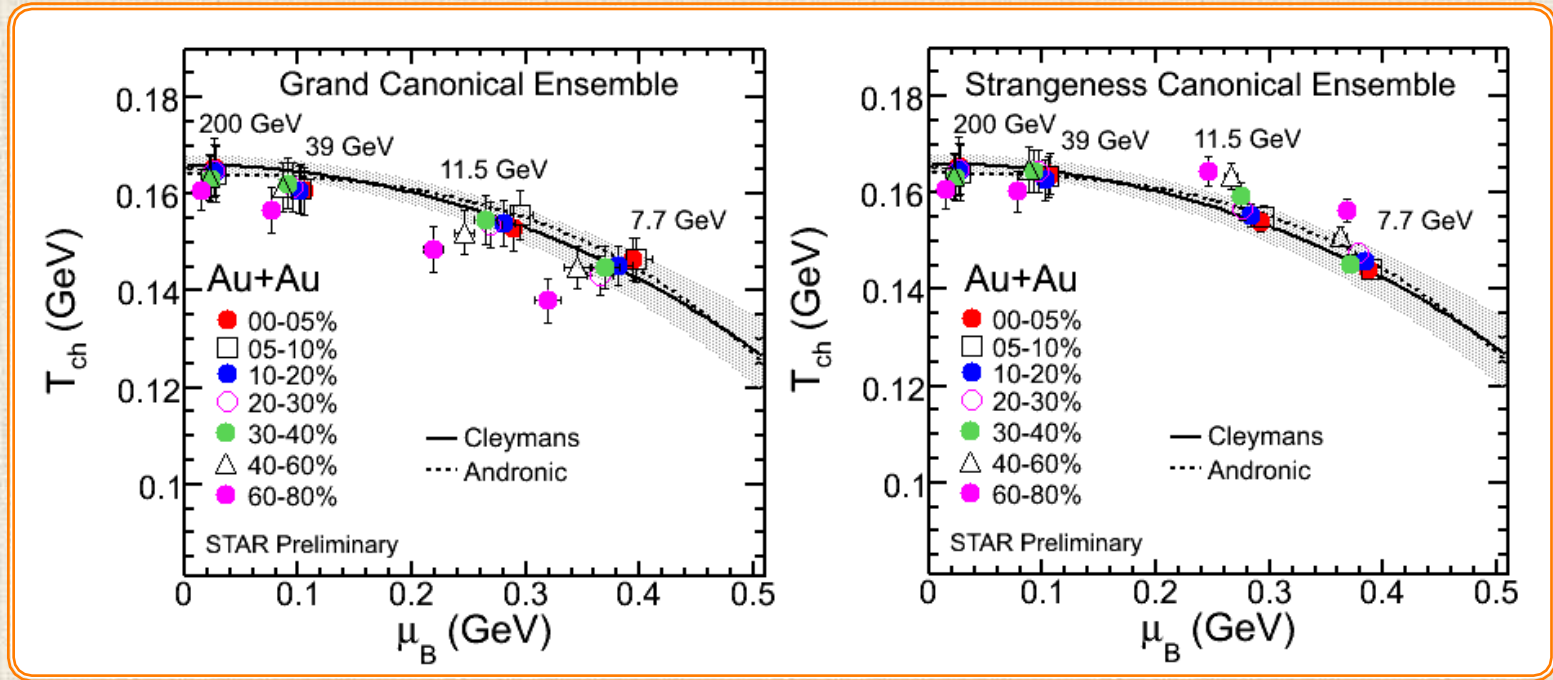 Grand Canonical Ensemble
200 GeV
39 GeV
11.5 GeV
7.7 GeV
0.18
0.16
0.14
0.12
0.1
T_ch (GeV)
Au+Au
00-05%
05-10%
10-20%
20-30%
30-40%
40-60%
60-80%
Cleymans
Andronic
STAR Preliminary
0 0.1 0.2 0.3 0.4 0.5
μ_B (GeV)
Strangeness Canonical Ensemble
200 GeV
39 GeV
11.5 GeV
7.7 GeV
0.18
0.16
0.14
0.12
0.1
T_ch (GeV)
Au+Au
00-05%
05-10%
10-20%
20-30%
30-40%
40-60%
60-80%
Cleymans
Andronic
STAR Preliminary
0 0.1 0.2 0.3 0.4 0.5
μ_B (GeV)